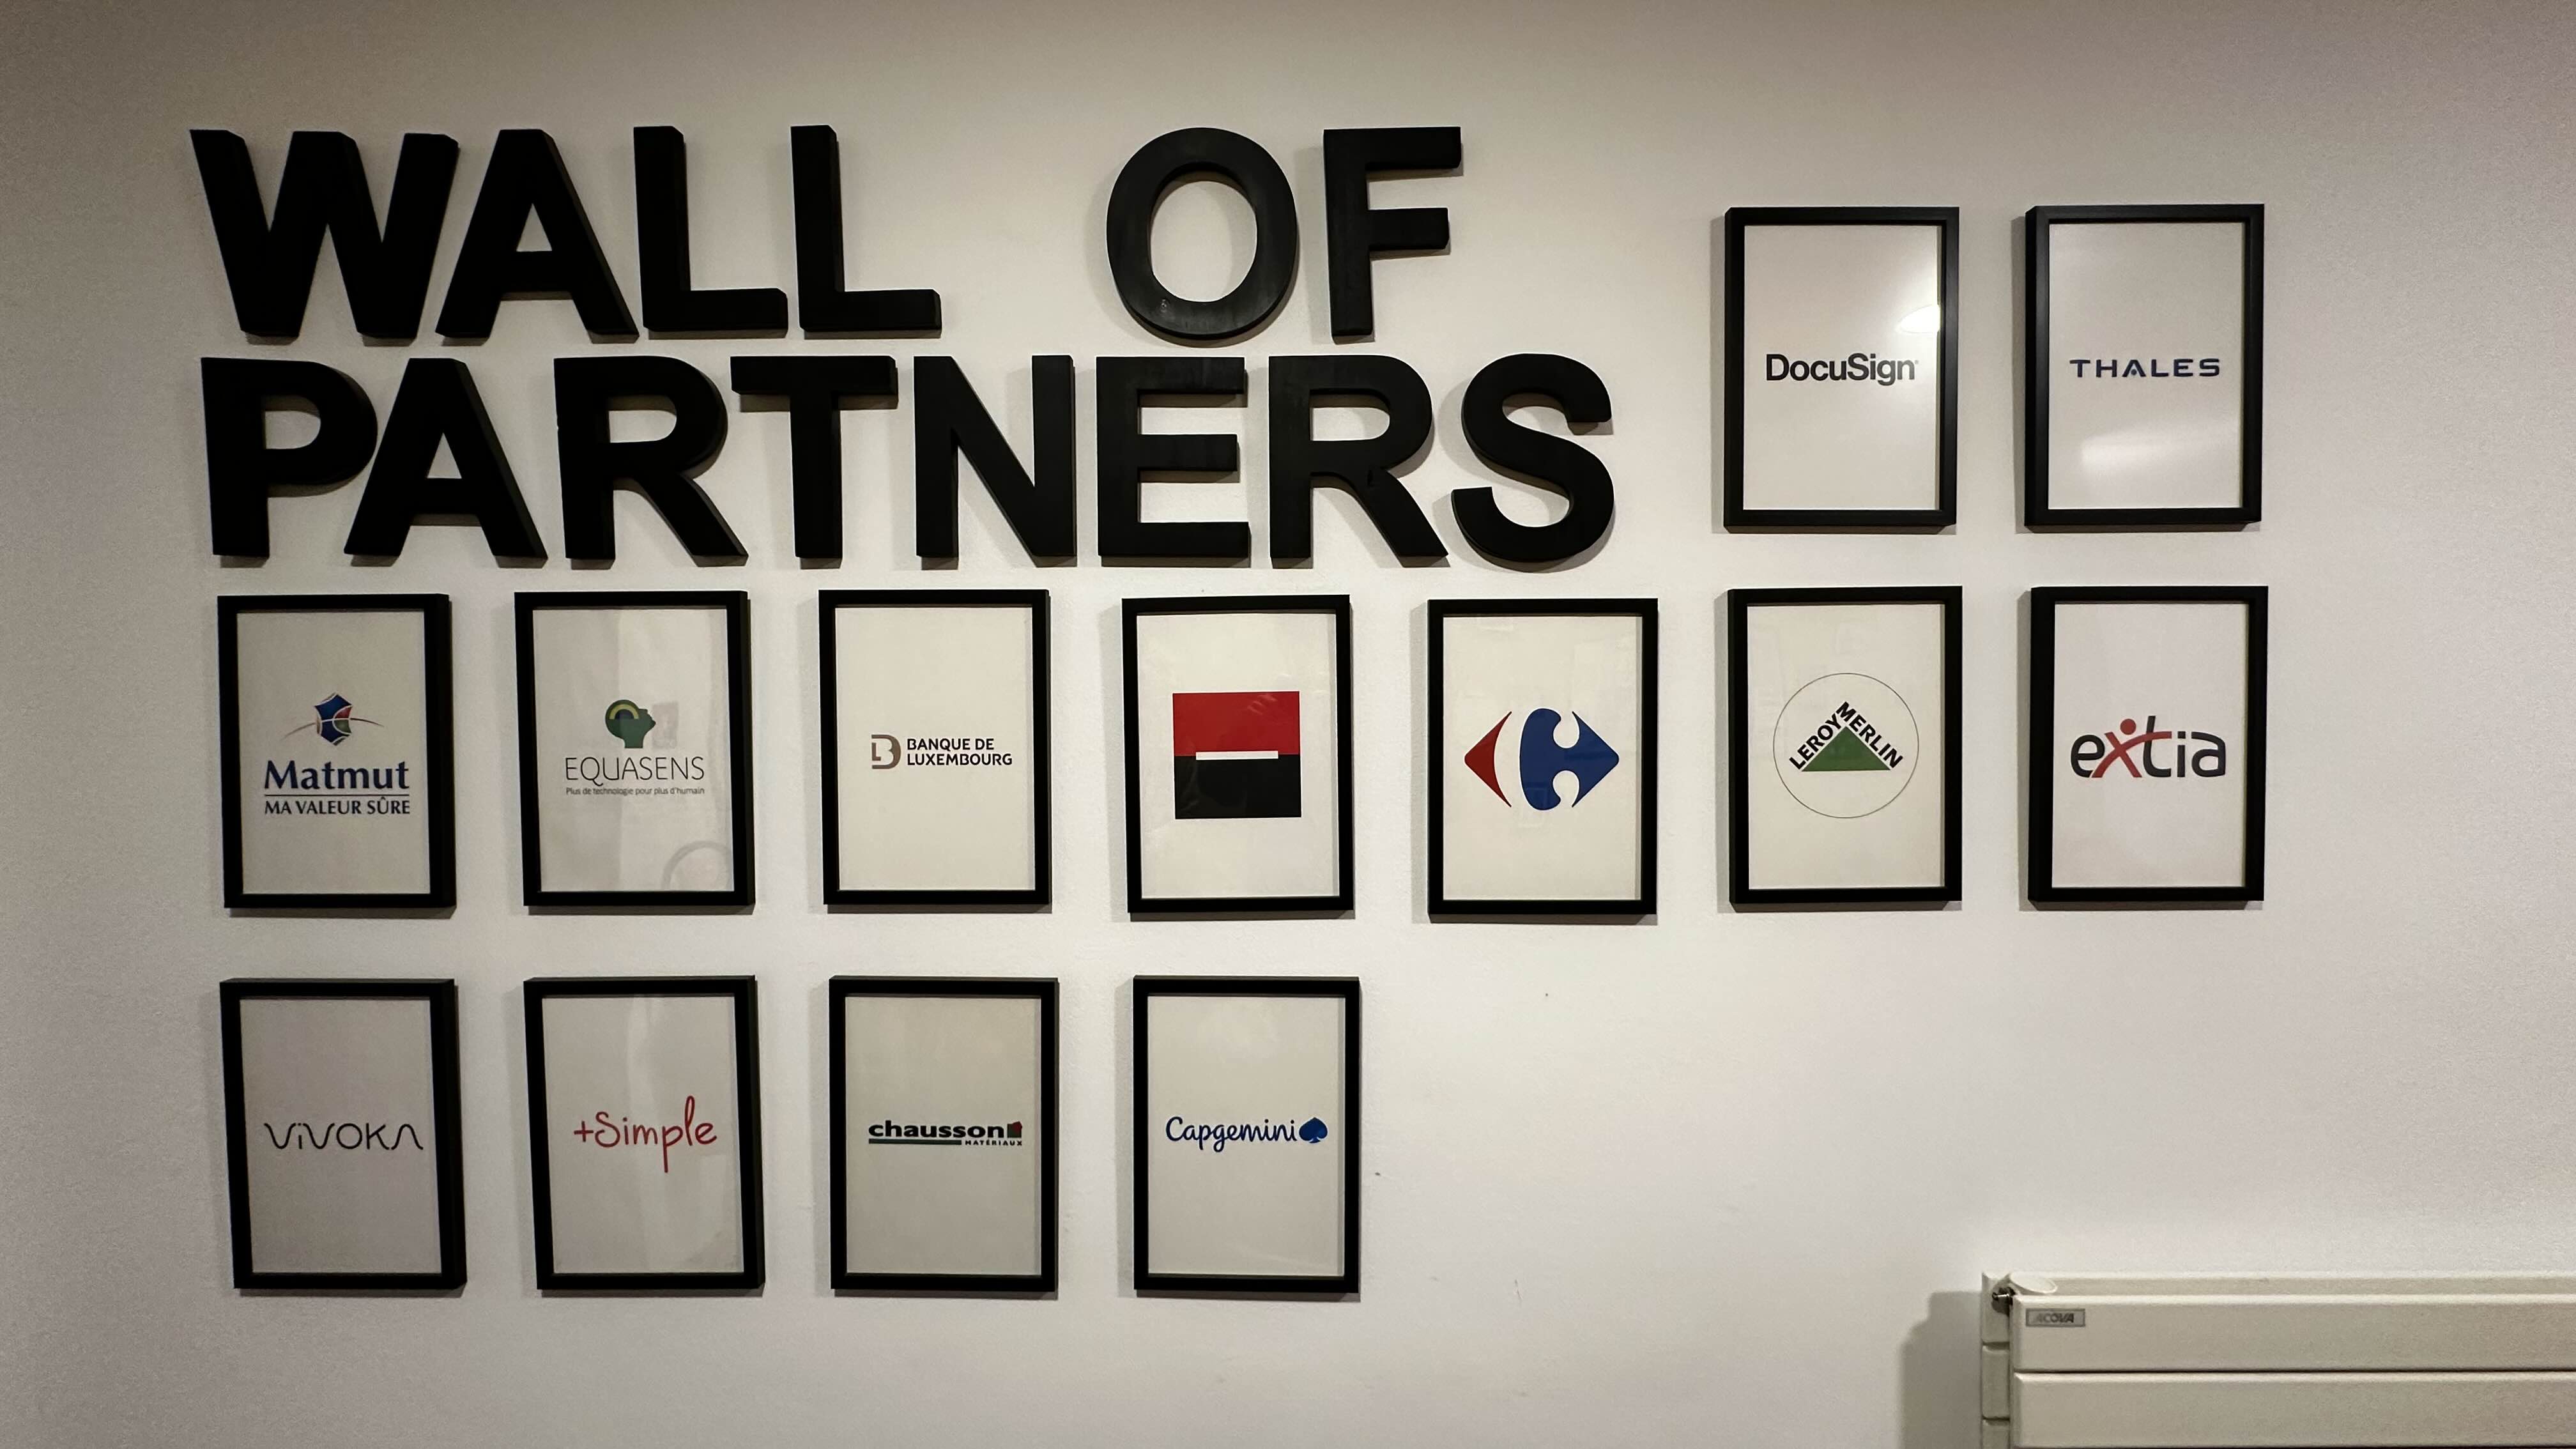 WALL OF
PARTNERS
DocuSign
THALES
Matmut
MA VALEUR SÛRE
EQUASENS
Plus de technologie pour plus d'humain
BANQUE DE
LUXEMBOURG
LEROY MERLIN
extia
ViVOKA
+Simple
chausson
MATÉRIAUX
Capgemini
ACOVA